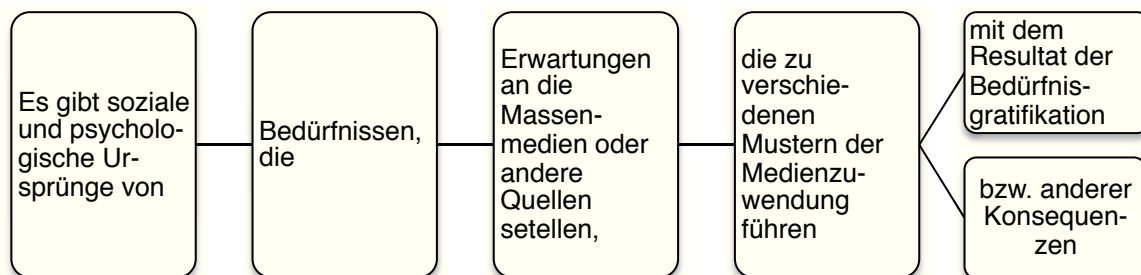 Es gibt soziale
und psycholo-
gische Ur-
sprünge von
Bedürfnissen,
die
Erwartungen
an die
Massen-
medien oder
andere
Quellen
setellen,
die zu
verschie-
denen
Mustern der
Medienzu-
wendung
führen
mit dem
Resultat der
Bedürfnis-
gratifikation
bzw. anderer
Konsequen-
zen